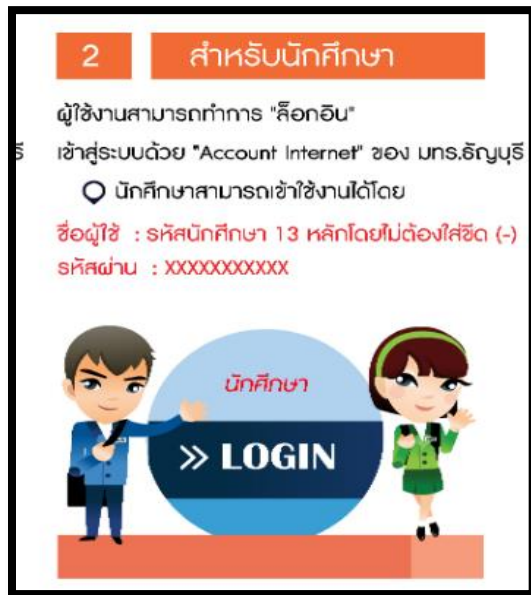 2 สำหรับนักศึกษา
ผู้ใช้งานสามารถทำการ "ล็อกอิน"
รี เข้าสู่ระบบด้วย "Account Internet" ของ มทร.ธัญบุรี
นักศึกษาสามารถเข้าใช้งานได้โดย
ชื่อผู้ใช้ : รหัสนักศึกษา 13 หลักโดยไม่ต้องใส่ขีด (-)
รหัสผ่าน : XXXXXXXXXXX
นักศึกษา
>> LOGIN